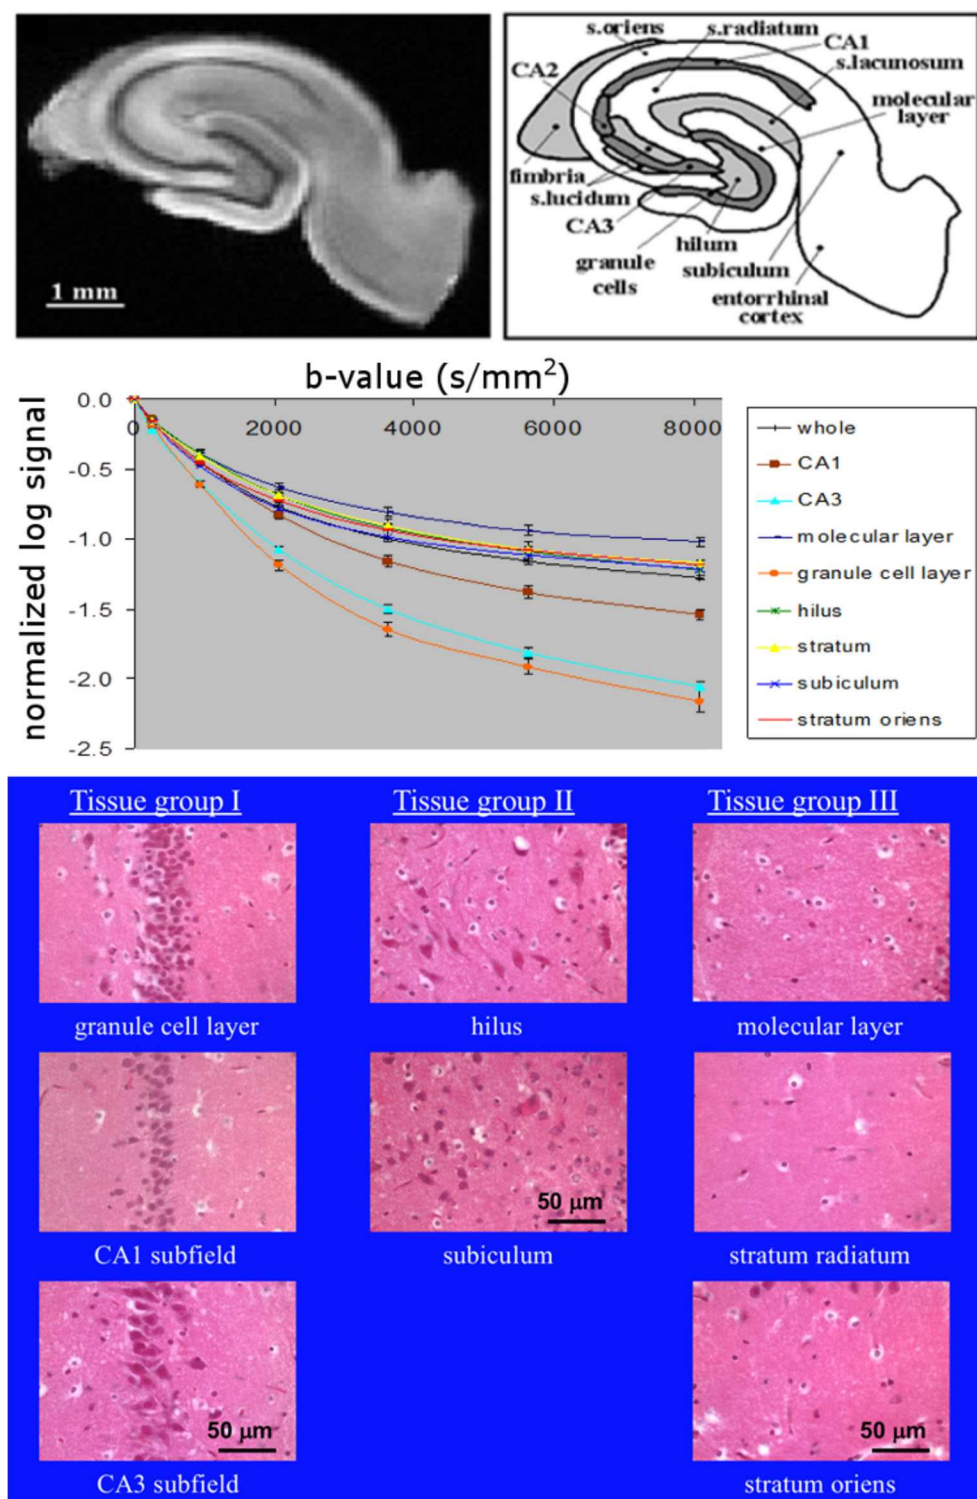 1 mm
s.oriens
s.radiatum
CA1
s.lacunosum
CA2
molecular
layer
fimbria
s.lucidum
CA3
hilum
granule
cells
subiculum
entorrhinal
cortex
b-value (s/mm²)
normalized log signal
0.0
-0.5
-1.0
-1.5
-2.0
-2.5
0
2000
4000
6000
8000
whole
CA1
CA3
molecular layer
granule cell layer
hilus
stratum
subiculum
stratum oriens
Tissue group I
Tissue group II
Tissue group III
granule cell layer
hilus
molecular layer
50 μm
CA1 subfield
subiculum
stratum radiatum
50 μm
50 μm
CA3 subfield
stratum oriens